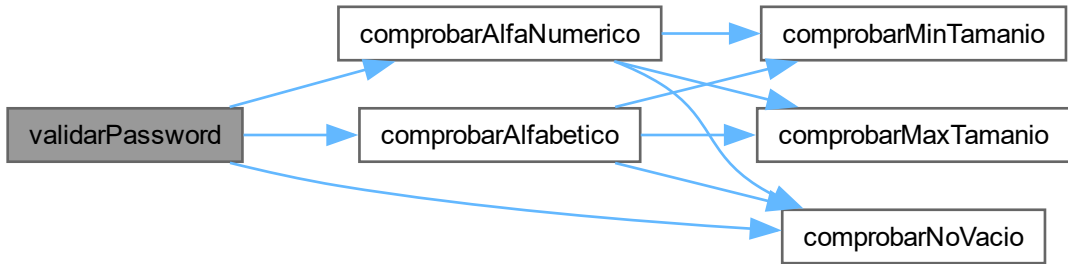 validarPassword
comprobarAlfaNumerico
comprobarAlfabetico
comprobarMinTamanio
comprobarMaxTamanio
comprobarNoVacio